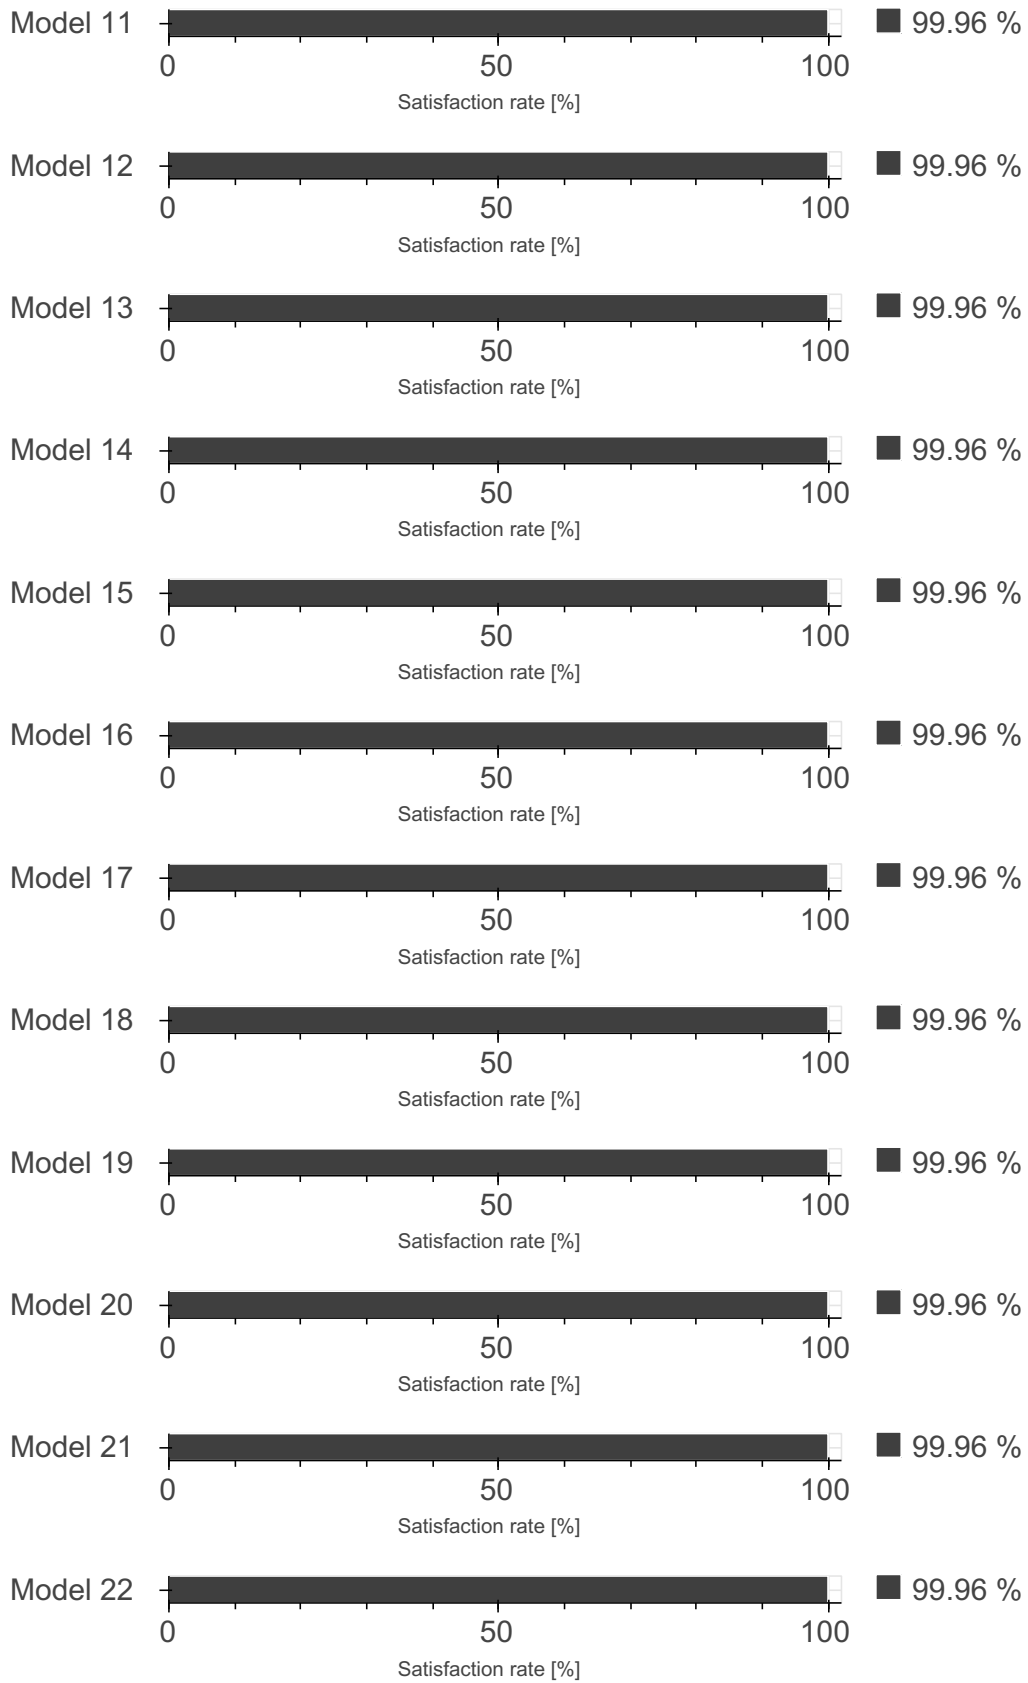 Model 11 99.96 %
0 50 100
Satisfaction rate [%]
Model 12 99.96 %
0 50 100
Satisfaction rate [%]
Model 13 99.96 %
0 50 100
Satisfaction rate [%]
Model 14 99.96 %
0 50 100
Satisfaction rate [%]
Model 15 99.96 %
0 50 100
Satisfaction rate [%]
Model 16 99.96 %
0 50 100
Satisfaction rate [%]
Model 17 99.96 %
0 50 100
Satisfaction rate [%]
Model 18 99.96 %
0 50 100
Satisfaction rate [%]
Model 19 99.96 %
0 50 100
Satisfaction rate [%]
Model 20 99.96 %
0 50 100
Satisfaction rate [%]
Model 21 99.96 %
0 50 100
Satisfaction rate [%]
Model 22 99.96 %
0 50 100
Satisfaction rate [%]